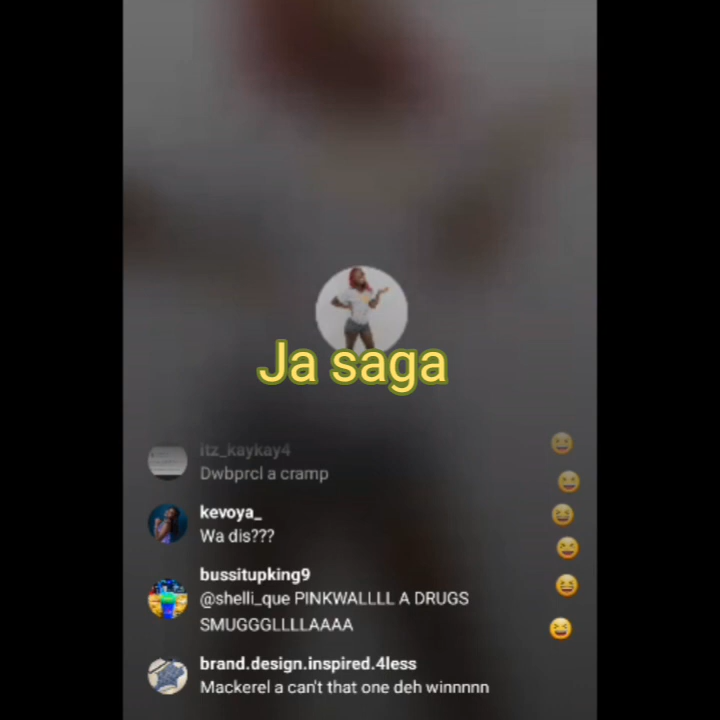 Ja saga
itz_kaykay4
Dwbprcl a cramp
kevoya_
Wa dis???
bussitupking9
@shelli_que PINKWALLLL A DRUGS
SMUGGGLLLLAAAA
brand.design.inspired.4less
Mackerel a can't that one deh winnnnn